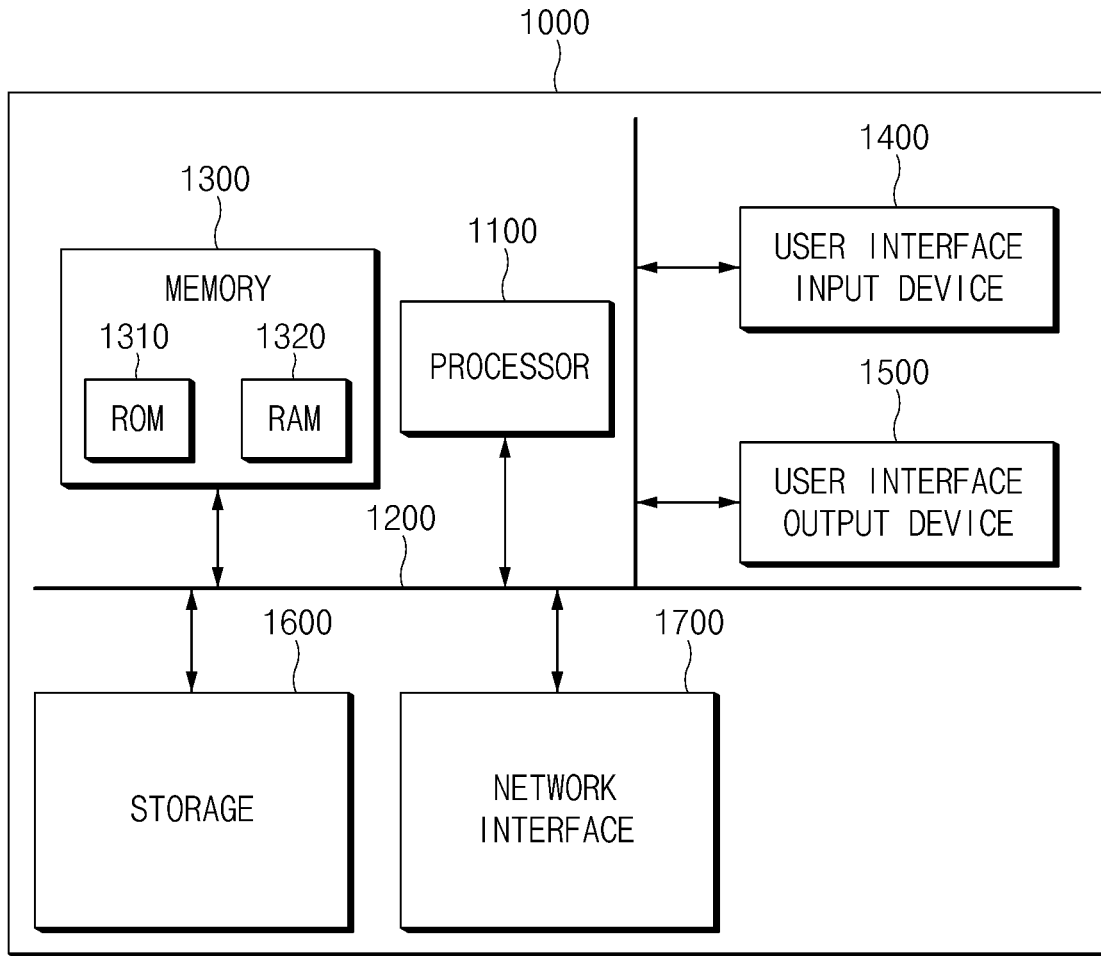 1000
1300
MEMORY
1310
1320
ROM
RAM
1100
PROCESSOR
1400
USER INTERFACE
INPUT DEVICE
1500
USER INTERFACE
OUTPUT DEVICE
1200
1600
STORAGE
1700
NETWORK
INTERFACE